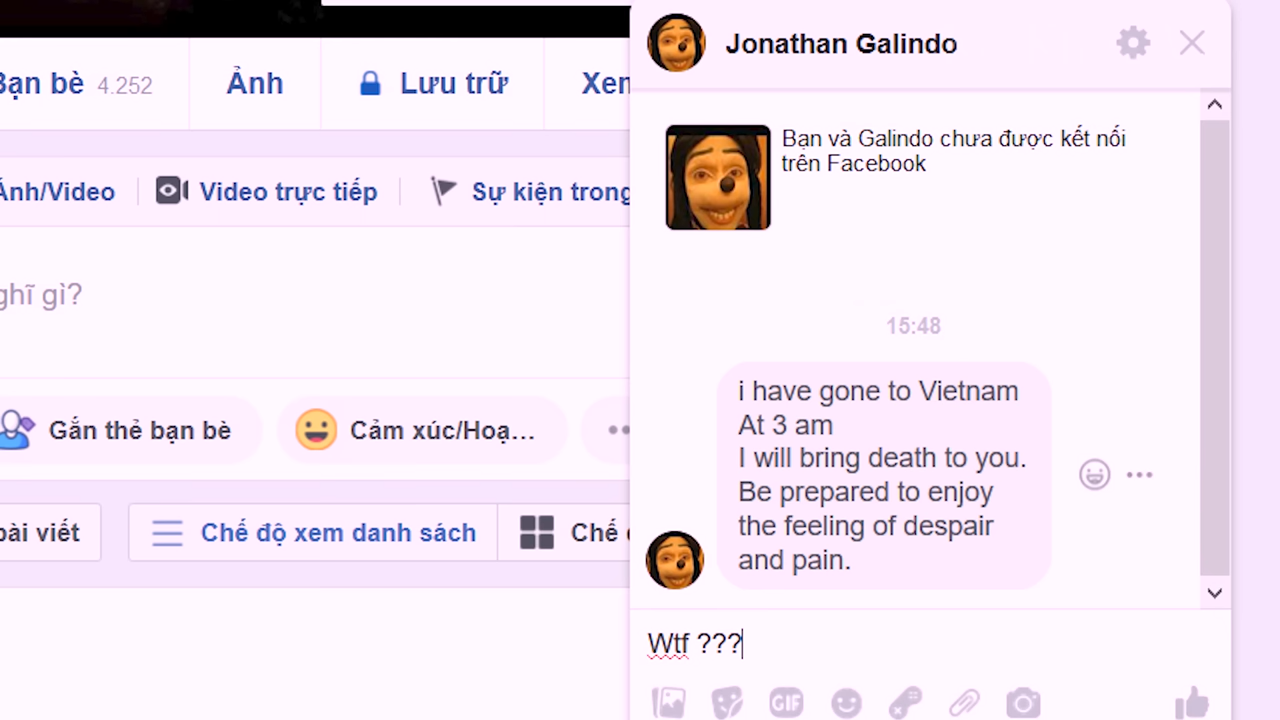 Jonathan Galindo
Bạn bè 4.252
Ảnh
Lưu trữ
Xem
Bạn và Galindo chưa được kết nối
trên Facebook
Ảnh/Video
Video trực tiếp
Sự kiện trong
nghĩ gì?
15:48
i have gone to Vietnam
At 3 am
I will bring death to you.
Be prepared to enjoy
the feeling of despair
and pain.
Gắn thẻ bạn bè
Cảm xúc/Hoạ...
bài viết
Chế độ xem danh sách
Chế
Wtf ???
GIF